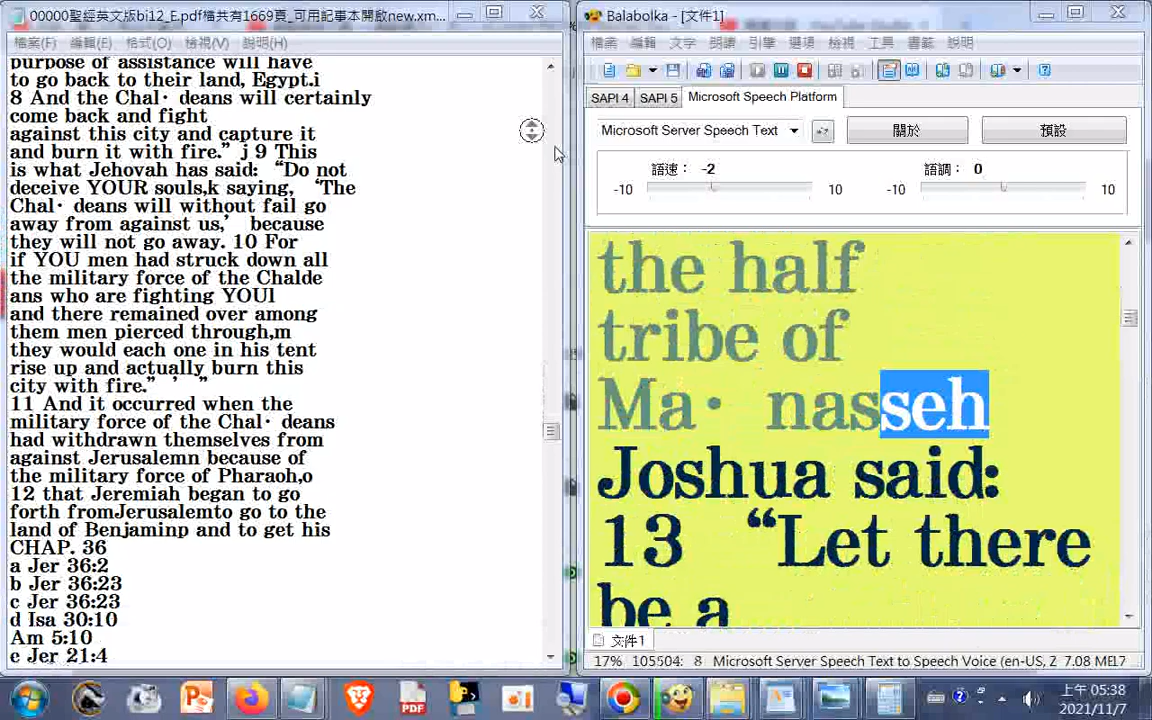 00000聖經英文版bi12_E.pdf檔共有1669頁_可用記事本開啟new.xm...
檔案(F) 編輯(E) 格式(O) 檢視(V) 說明(H)
purpose of assistance will have
to go back to their land, Egypt.i
8 And the Chal· deans will certainly
come back and fight
against this city and capture it
and burn it with fire.” j 9 This
is what Jehovah has said: “Do not
deceive YOUR souls,k saying, ‘The
Chal· deans will without fail go
away from against us,’ because
they will not go away. 10 For
if YOU men had struck down all
the military force of the Chalde
ans who are fighting YOUl
and there remained over among
them men pierced through,m
they would each one in his tent
rise up and actually burn this
city with fire.” ’ ”
11 And it occurred when the
military force of the Chal· deans
had withdrawn themselves from
against Jerusalemn because of
the military force of Pharaoh,o
12 that Jeremiah began to go
forth fromJerusalemto go to the
land of Benjaminp and to get his
CHAP. 36
a Jer 36:2
b Jer 36:23
c Jer 36:23
d Isa 30:10
Am 5:10
e Jer 21:4
Balabolka - [文件1]
檔案 編輯 文字 朗讀 引擎 選項 檢視 工具 書籤 說明
SAPI 4 SAPI 5 Microsoft Speech Platform
Microsoft Server Speech Text 關於 預設
語速： -2 語調： 0
-10 10 -10 10
the half
tribe of
Ma· nasseh
Joshua said:
13 “Let there
be a
文件1
17% 105504: 8 Microsoft Server Speech Text to Speech Voice (en-US, 2 7.08 ME17
PDF
上午 05:38
2021/11/7